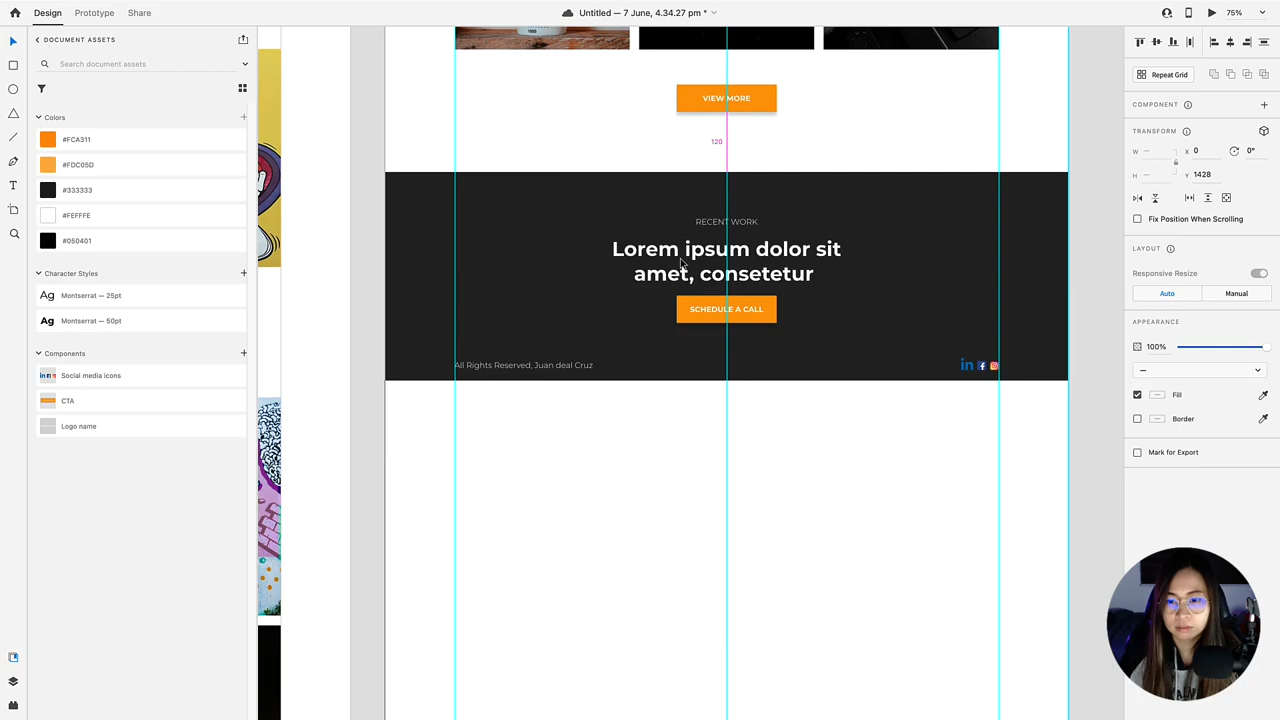 Design Prototype Share
Untitled — 7 June, 4.34.27 pm *
75%
DOCUMENT ASSETS
Search document assets
Colors
#FCA311
#FDC05D
#333333
#FEFFFE
#050401
Character Styles
Ag Montserrat — 25pt
Ag Montserrat — 50pt
Components
Social media icons
CTA
Logo name
VIEW MORE
120
RECENT WORK
Lorem ipsum dolor sit
amet, consetetur
SCHEDULE A CALL
All Rights Reserved, Juan deal Cruz
in f
Repeat Grid
COMPONENT
TRANSFORM
W X 0 0°
H Y 1428
Fix Position When Scrolling
LAYOUT
Responsive Resize
Auto Manual
APPEARANCE
100%
Fill
Border
Mark for Export